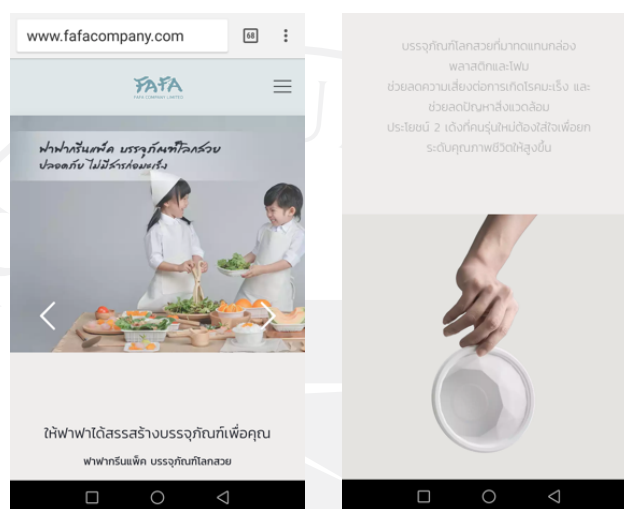 www.fafacompany.com
68
FAFA
FAFA COMPANY LIMITED
ฟาฟากรีนแพ็ค บรรจุภัณฑ์โลกสวย
ปลอดภัย ไม่มีสารก่อมะเร็ง
ให้ฟาฟาได้สรรสร้างบรรจุภัณฑ์เพื่อคุณ
ฟาฟากรีนแพ็ค บรรจุภัณฑ์โลกสวย
บรรจุภัณฑ์โลกสวยที่มาทดแทนกล่อง
พลาสติกและโฟม
ช่วยลดความเสี่ยงต่อการเกิดโรคมะเร็ง และ
ช่วยลดปัญหาสิ่งแวดล้อม
ประโยชน์ 2 เด้งที่คนรุ่นใหม่ต้องใส่ใจเพื่อยก
ระดับคุณภาพชีวิตให้สูงขึ้น